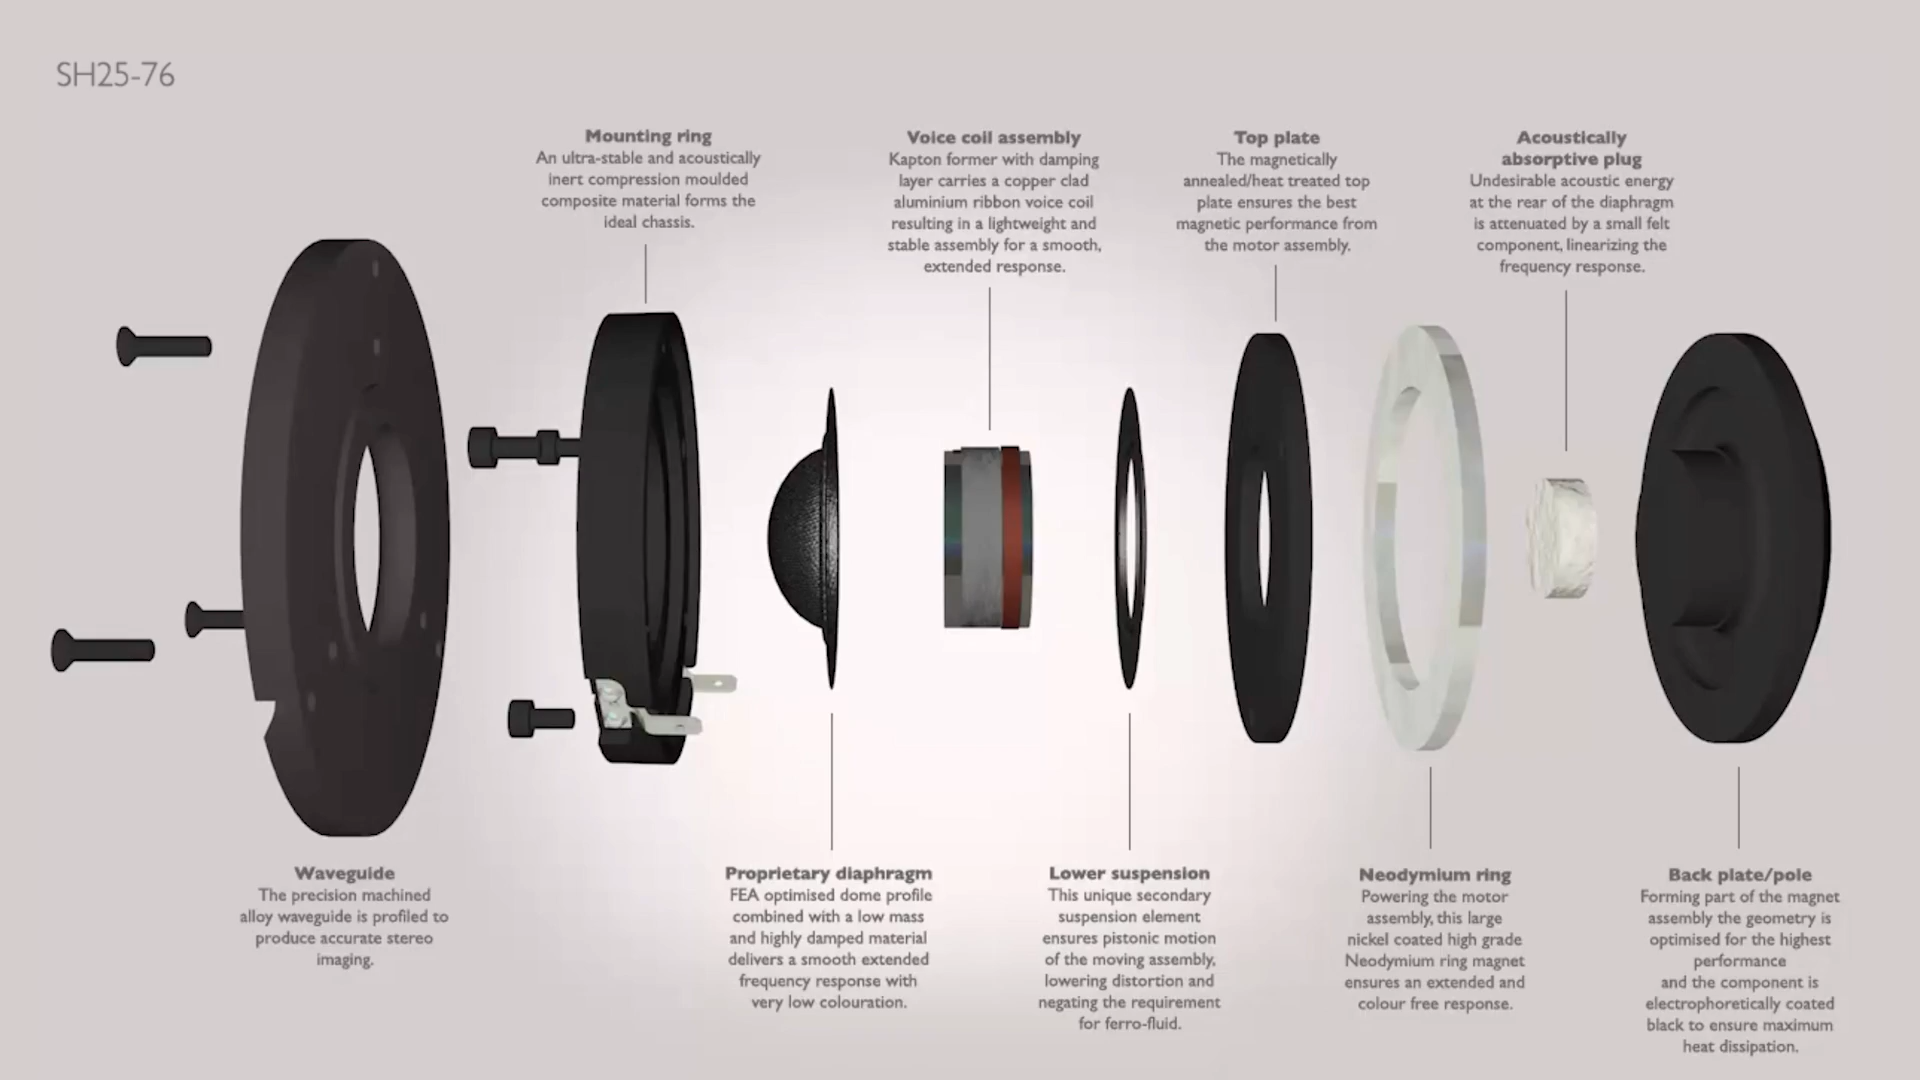 SH25-76
Mounting ring
An ultra-stable and acoustically
inert compression moulded
composite material forms the
ideal chassis.
Voice coil assembly
Kapton former with damping
layer carries a copper clad
aluminium ribbon voice coil
resulting in a lightweight and
stable assembly for a smooth,
extended response.
Top plate
The magnetically
annealed/heat treated top
plate ensures the best
magnetic performance from
the motor assembly.
Acoustically
absorptive plug
Undesirable acoustic energy
at the rear of the diaphragm
is attenuated by a small felt
component, linearizing the
frequency response.
Waveguide
The precision machined
alloy waveguide is profiled to
produce accurate stereo
imaging.
Proprietary diaphragm
FEA optimised dome profile
combined with a low mass
and highly damped material
delivers a smooth extended
frequency response with
very low colouration.
Lower suspension
This unique secondary
suspension element
ensures pistonic motion
of the moving assembly,
lowering distortion and
negating the requirement
for ferro-fluid.
Neodymium ring
Powering the motor
assembly, this large
nickel coated high grade
Neodymium ring magnet
ensures an extended and
colour free response.
Back plate/pole
Forming part of the magnet
assembly the geometry is
optimised for the highest
performance
and the component is
electrophoretically coated
black to ensure maximum
heat dissipation.